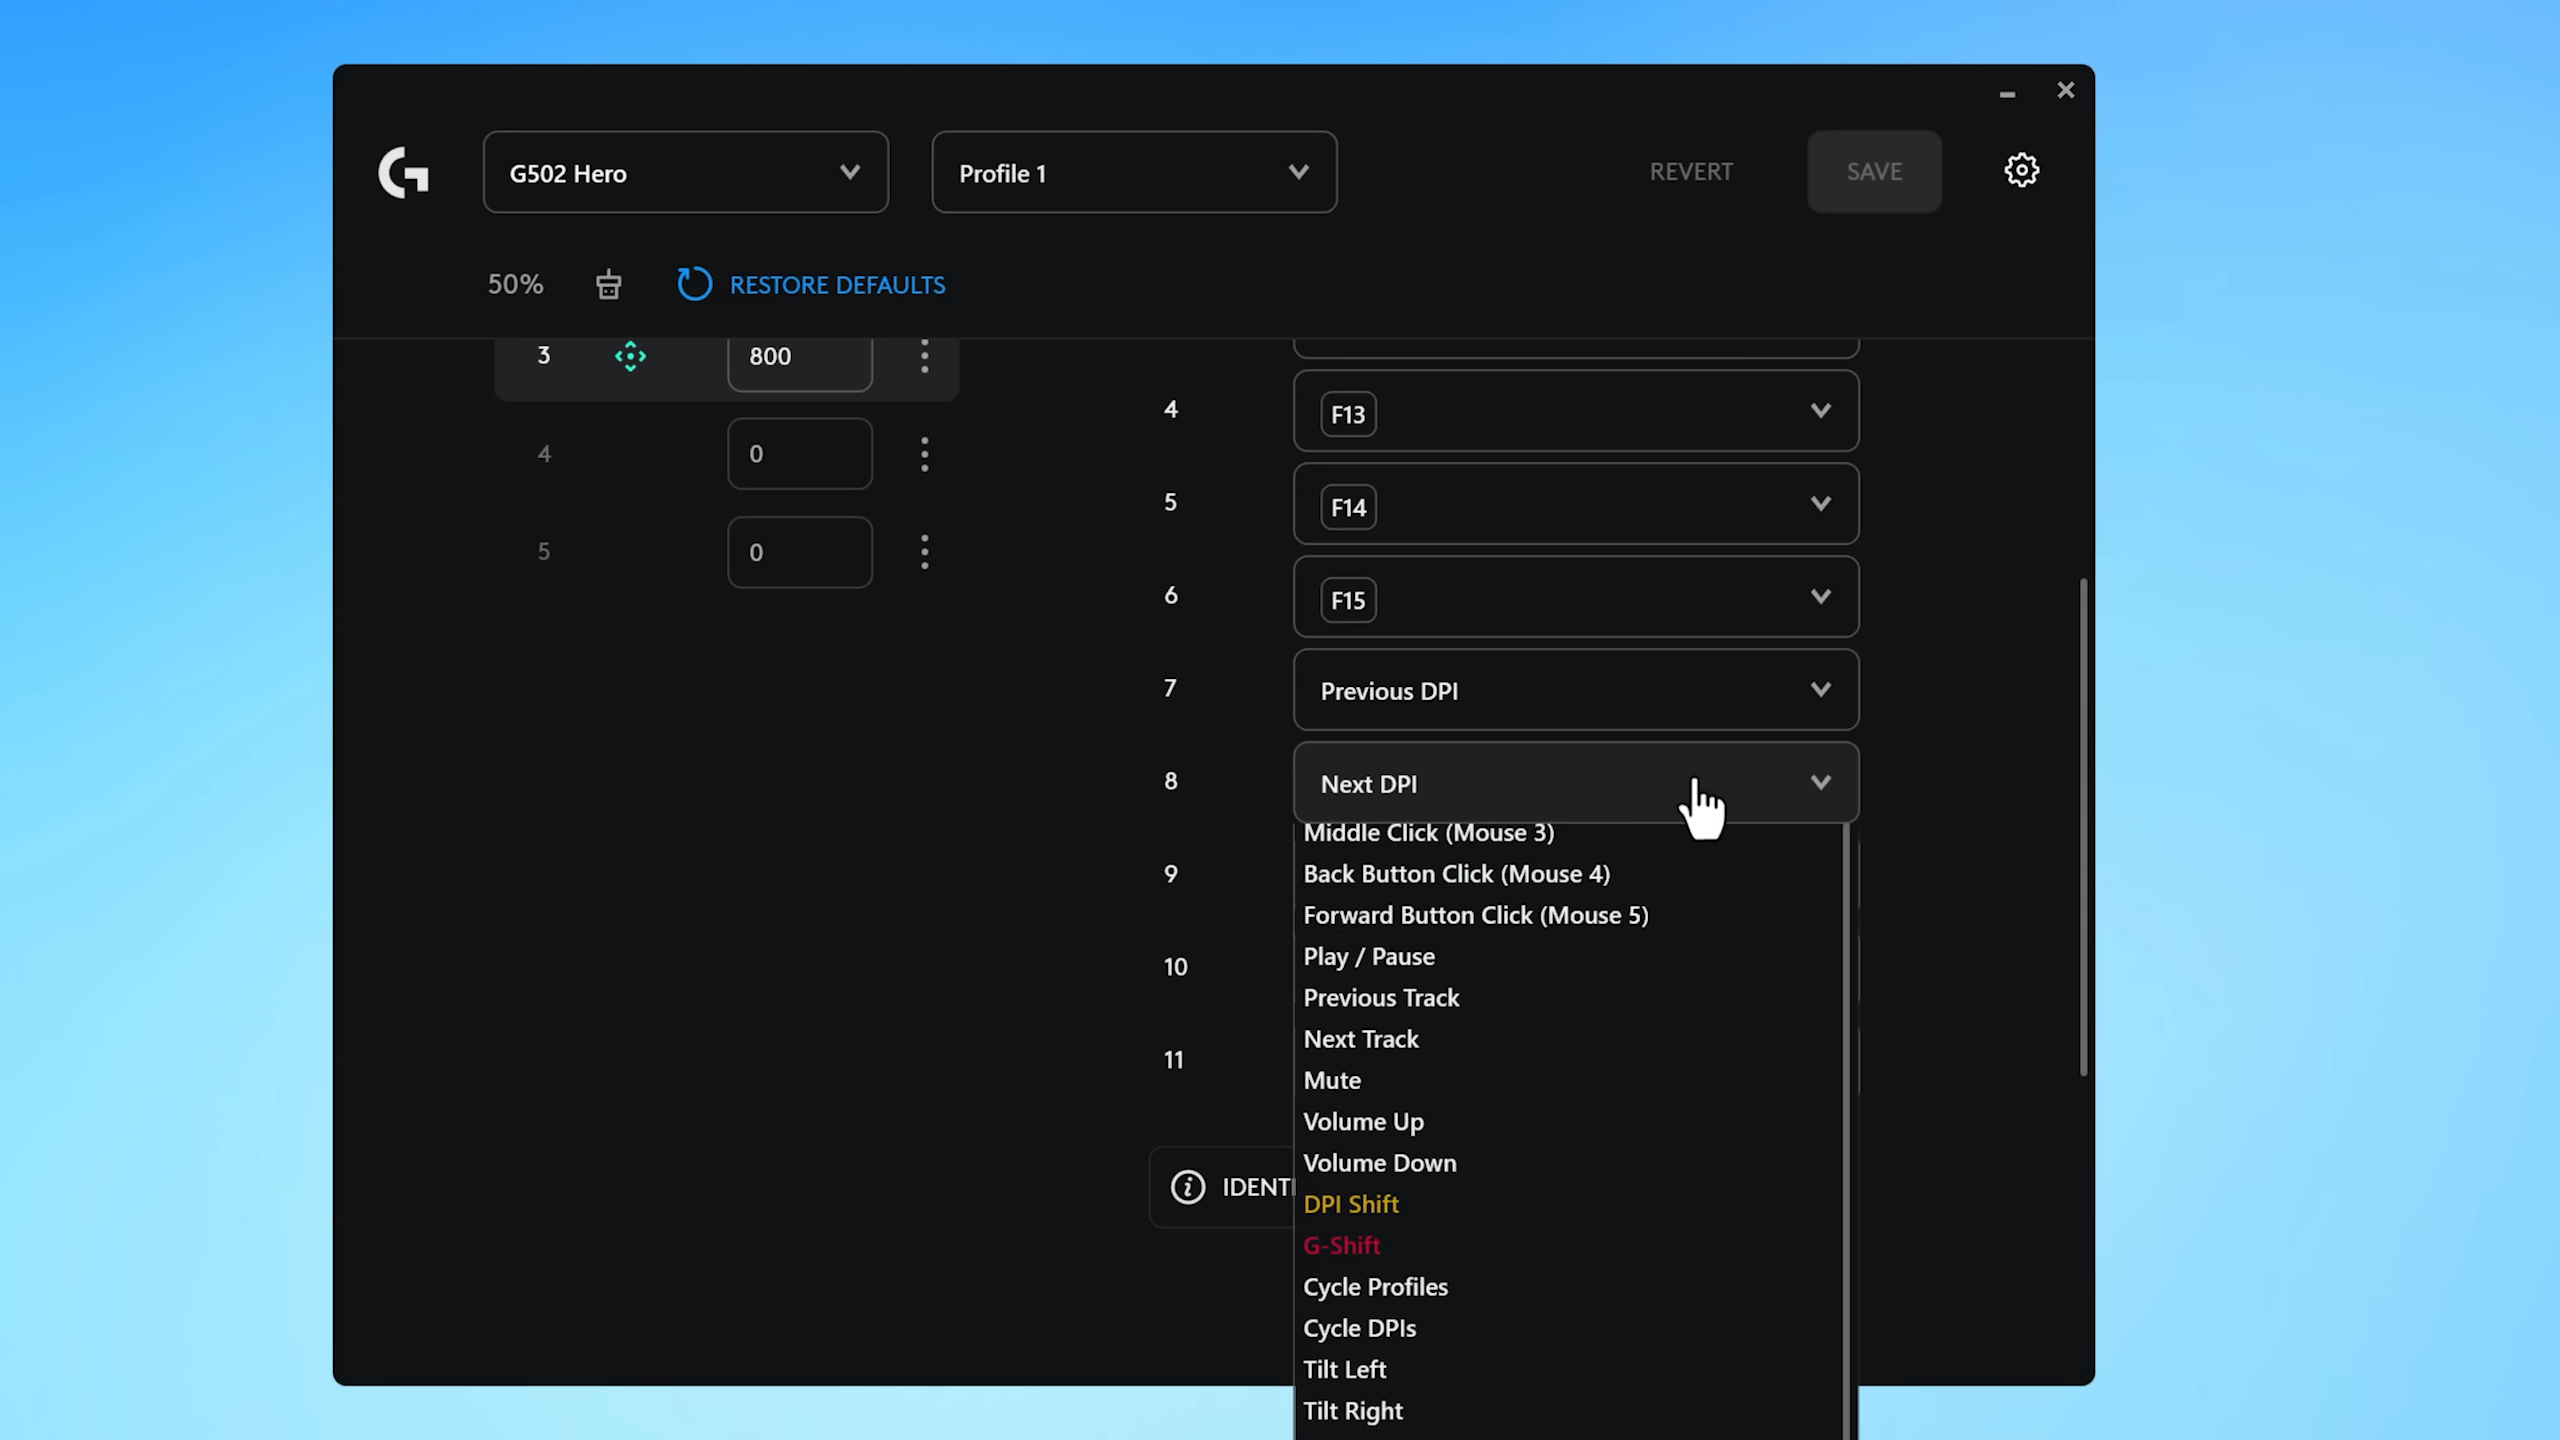 G502 Hero
Profile 1
REVERT
SAVE
50%
RESTORE DEFAULTS
3
800
4
0
5
0
4
F13
5
F14
6
F15
7
Previous DPI
8
Next DPI
9
10
11
Middle Click (Mouse 3)
Back Button Click (Mouse 4)
Forward Button Click (Mouse 5)
Play / Pause
Previous Track
Next Track
Mute
Volume Up
Volume Down
DPI Shift
G-Shift
Cycle Profiles
Cycle DPIs
Tilt Left
Tilt Right